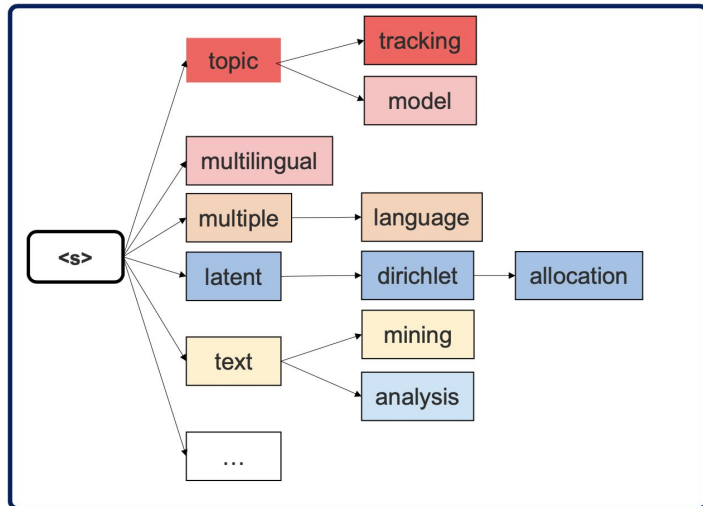 tracking
topic
model
multilingual
multiple language
<s>
latent dirichlet allocation
mining
text
analysis
...